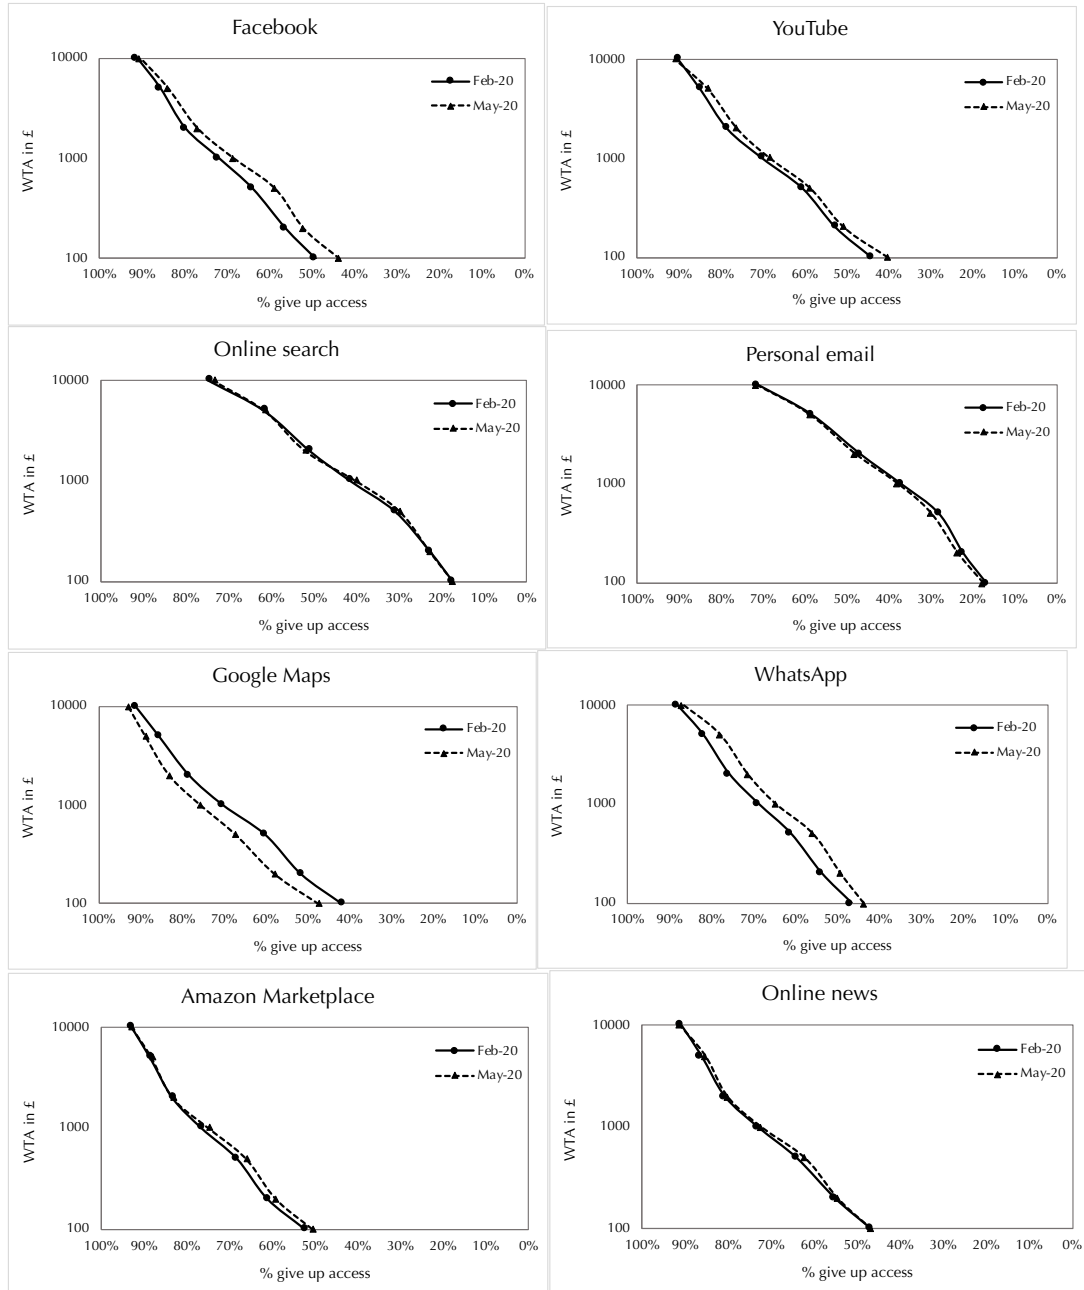 Facebook
10000
1000
100
WTA in £
Feb-20
May-20
100% 90% 80% 70% 60% 50% 40% 30% 20% 10% 0%
% give up access
YouTube
10000
1000
100
WTA in £
Feb-20
May-20
100% 90% 80% 70% 60% 50% 40% 30% 20% 10% 0%
% give up access
Online search
10000
1000
100
WTA in £
Feb-20
May-20
100% 90% 80% 70% 60% 50% 40% 30% 20% 10% 0%
% give up access
Personal email
10000
1000
100
WTA in £
Feb-20
May-20
100% 90% 80% 70% 60% 50% 40% 30% 20% 10% 0%
% give up access
Google Maps
10000
1000
100
WTA in £
Feb-20
May-20
100% 90% 80% 70% 60% 50% 40% 30% 20% 10% 0%
% give up access
WhatsApp
10000
1000
100
WTA in £
Feb-20
May-20
100% 90% 80% 70% 60% 50% 40% 30% 20% 10% 0%
% give up access
Amazon Marketplace
10000
1000
100
WTA in £
Feb-20
May-20
100% 90% 80% 70% 60% 50% 40% 30% 20% 10% 0%
% give up access
Online news
10000
1000
100
WTA in £
Feb-20
May-20
100% 90% 80% 70% 60% 50% 40% 30% 20% 10% 0%
% give up access